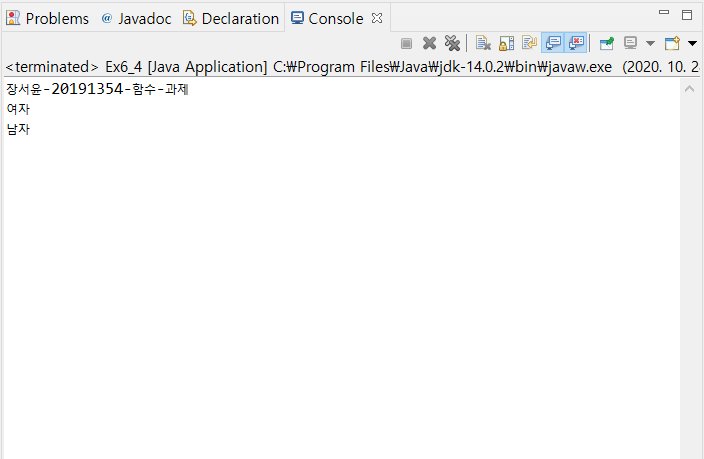 Problems @ Javadoc Declaration Console
<terminated> Ex6_4 [Java Application] C:₩Program Files₩Java₩jdk-14.0.2₩bin₩javaw.exe (2020. 10. 2
장서윤-20191354-함수-과제
여자
남자